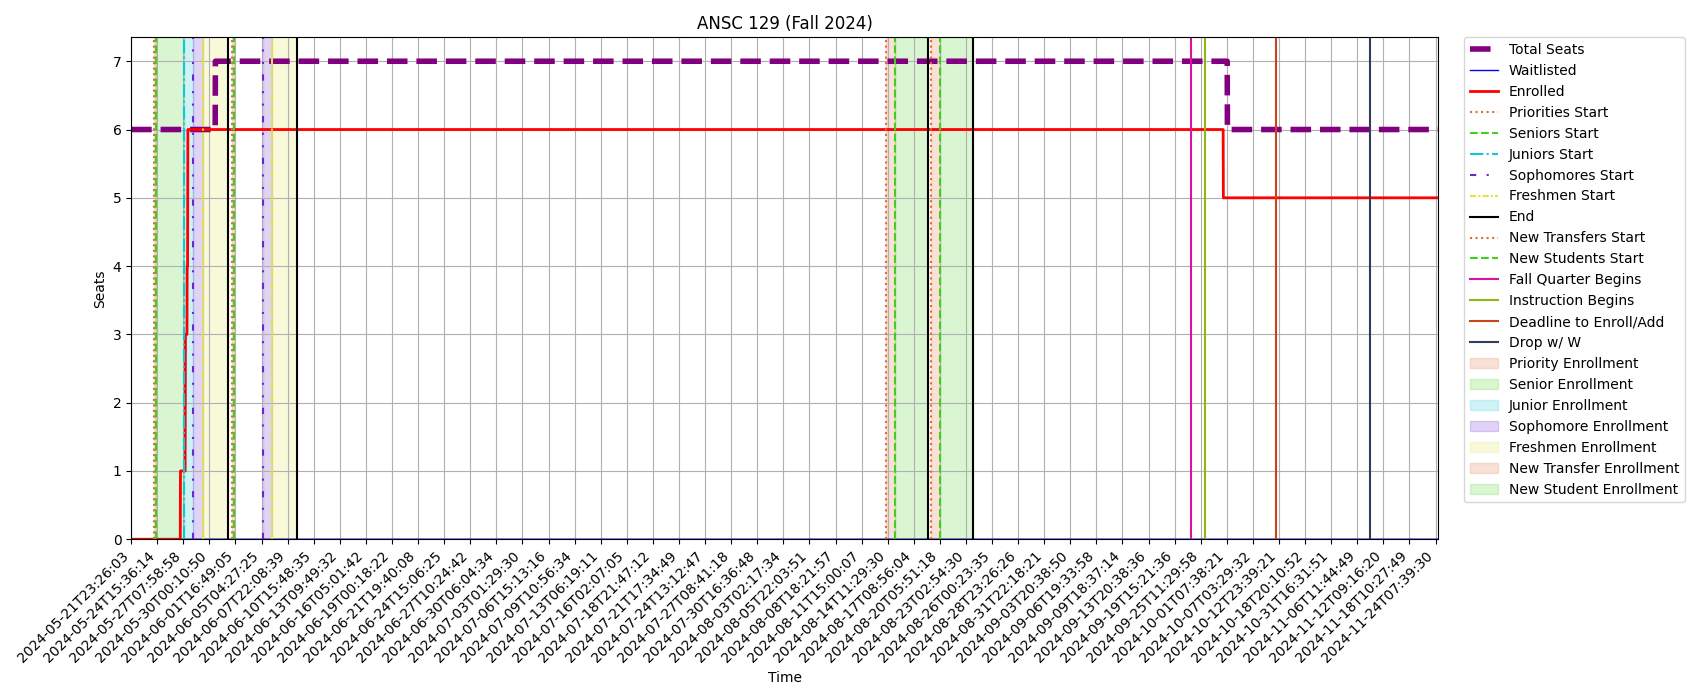 ANSC 129 (Fall 2024)
Seats
7
6
5
4
3
2
1
0
2024-05-21T23:26:03
2024-05-24T15:36:14
2024-05-27T07:58:58
2024-05-30T00:10:50
2024-06-01T16:49:05
2024-06-05T04:27:25
2024-06-07T22:08:39
2024-06-10T15:48:35
2024-06-13T09:49:32
2024-06-16T05:01:42
2024-06-19T00:18:22
2024-06-21T19:40:08
2024-06-24T15:06:25
2024-06-27T10:24:42
2024-06-30T06:04:34
2024-07-03T01:29:30
2024-07-06T15:13:16
2024-07-09T10:56:34
2024-07-13T06:19:11
2024-07-16T02:07:05
2024-07-18T21:47:12
2024-07-21T17:34:49
2024-07-24T13:12:47
2024-07-27T08:41:18
2024-07-30T16:36:48
2024-08-03T02:17:34
2024-08-05T22:03:51
2024-08-08T18:21:57
2024-08-11T15:00:07
2024-08-14T11:29:30
2024-08-17T08:56:04
2024-08-20T05:51:18
2024-08-23T02:54:30
2024-08-26T00:23:35
2024-08-28T23:26:26
2024-08-31T22:18:21
2024-09-03T20:38:50
2024-09-06T19:33:58
2024-09-09T18:37:14
2024-09-13T20:38:36
2024-09-19T15:21:36
2024-09-25T11:29:58
2024-10-01T07:38:21
2024-10-07T03:29:32
2024-10-12T23:39:21
2024-10-18T20:10:52
2024-10-31T16:31:51
2024-11-06T11:44:49
2024-11-12T09:16:20
2024-11-18T10:27:49
2024-11-24T07:39:30
Time
Total Seats
Waitlisted
Enrolled
Priorities Start
Seniors Start
Juniors Start
Sophomores Start
Freshmen Start
End
New Transfers Start
New Students Start
Fall Quarter Begins
Instruction Begins
Deadline to Enroll/Add
Drop w/ W
Priority Enrollment
Senior Enrollment
Junior Enrollment
Sophomore Enrollment
Freshmen Enrollment
New Transfer Enrollment
New Student Enrollment